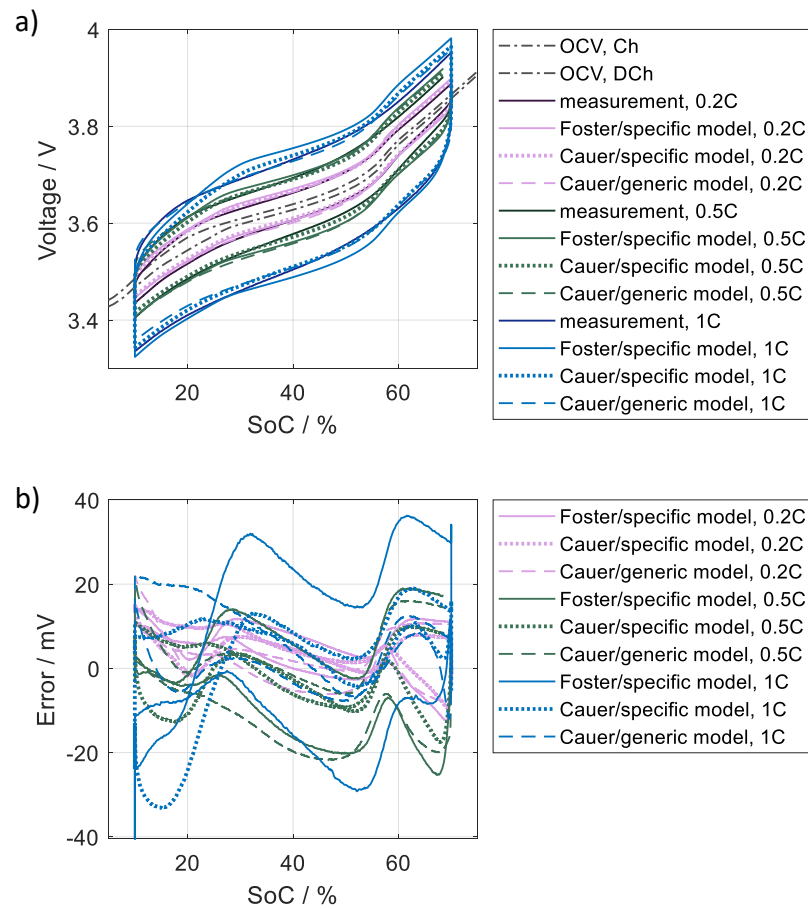 a)
4
3.8
3.6
3.4
Voltage / V
20
40
60
SoC / %
OCV, Ch
OCV, DCh
measurement, 0.2C
Foster/specific model, 0.2C
Cauer/specific model, 0.2C
Cauer/generic model, 0.2C
measurement, 0.5C
Foster/specific model, 0.5C
Cauer/specific model, 0.5C
Cauer/generic model, 0.5C
measurement, 1C
Foster/specific model, 1C
Cauer/specific model, 1C
Cauer/generic model, 1C
b)
40
20
0
-20
-40
Error / mV
20
40
60
SoC / %
Foster/specific model, 0.2C
Cauer/specific model, 0.2C
Cauer/generic model, 0.2C
Foster/specific model, 0.5C
Cauer/specific model, 0.5C
Cauer/generic model, 0.5C
Foster/specific model, 1C
Cauer/specific model, 1C
Cauer/generic model, 1C